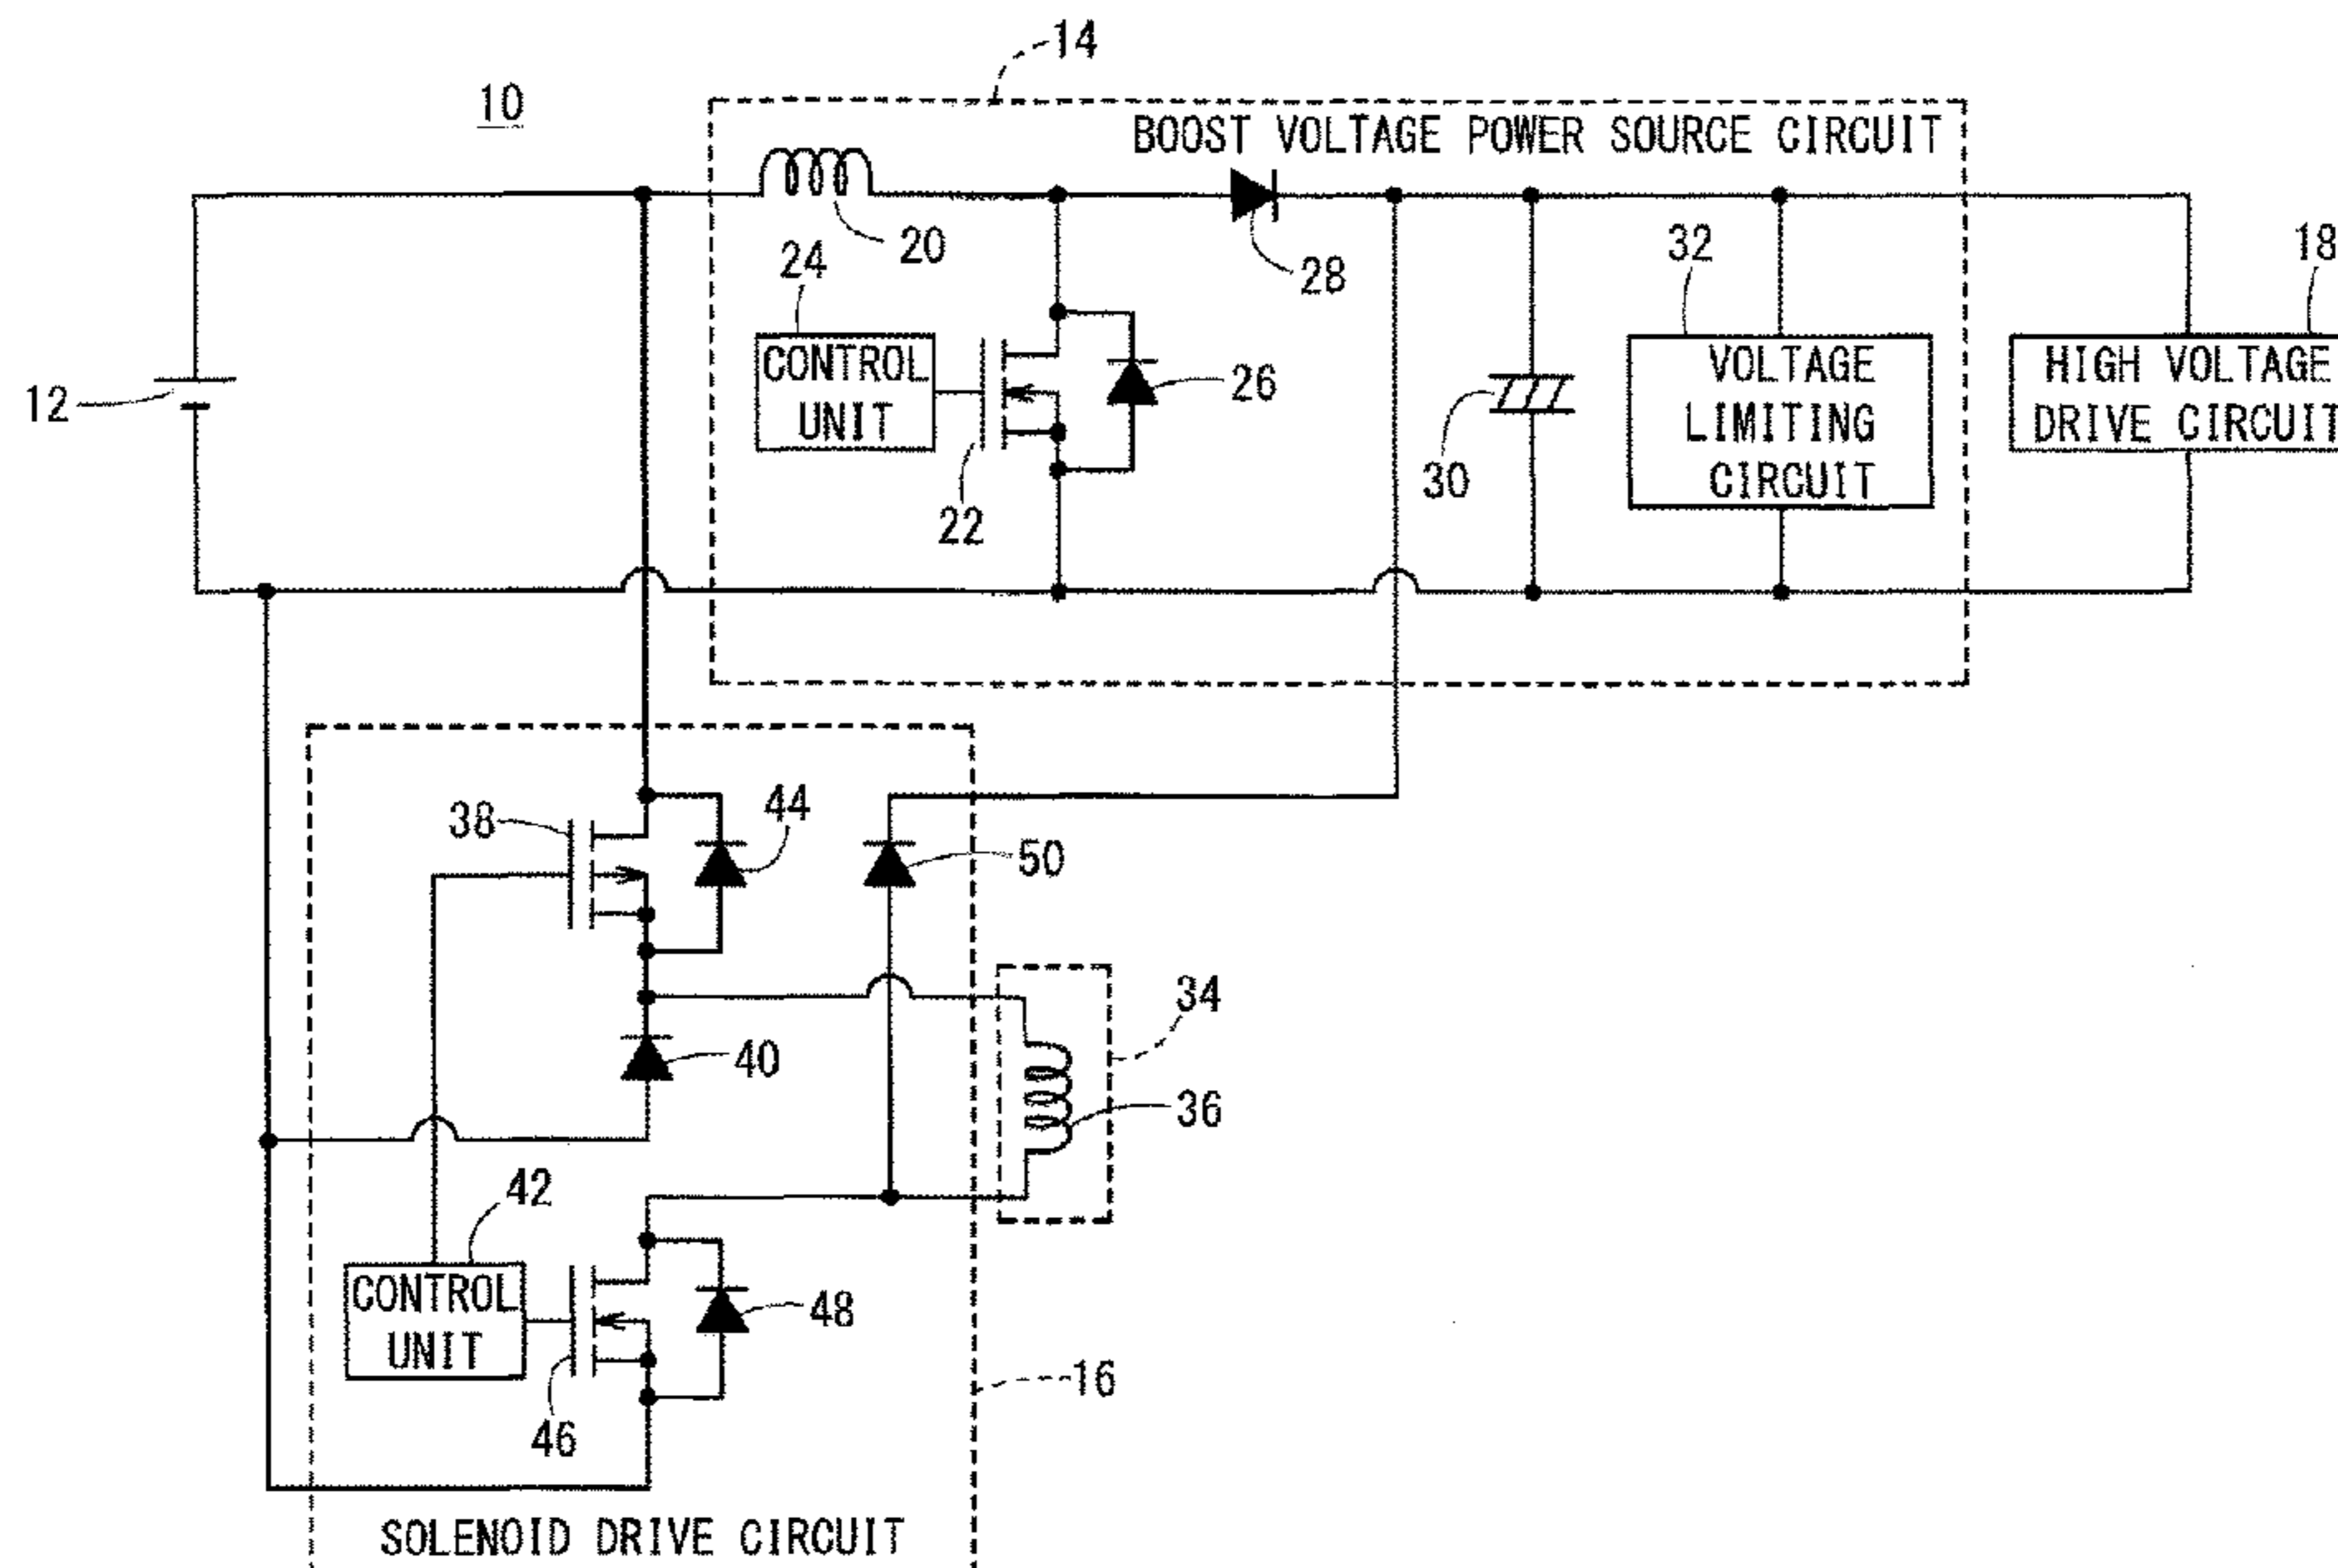 14
10
BOOST VOLTAGE POWER SOURCE CIRCUIT
20
24
28
32
18
CONTROL
UNIT
26
12
VOLTAGE
LIMITING
CIRCUIT
HIGH VOLTAGE
DRIVE CIRCUIT
30
22
38
44
50
34
40
36
42
CONTROL
UNIT
48
46
16
SOLENOID DRIVE CIRCUIT